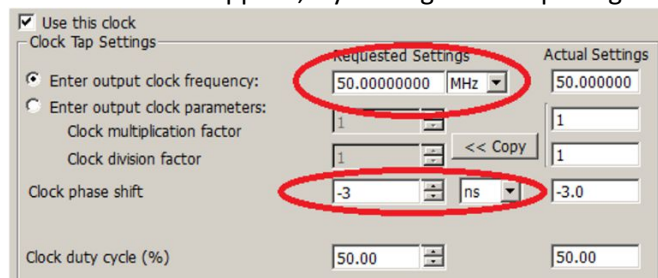 Use this clock
Clock Tap Settings
Requested Settings Actual Settings
Enter output clock frequency: 50.00000000 MHz 50.000000
Enter output clock parameters:
Clock multiplication factor 1 1
<< Copy
Clock division factor 1 1
Clock phase shift -3 ns -3.0
Clock duty cycle (%) 50.00 50.00